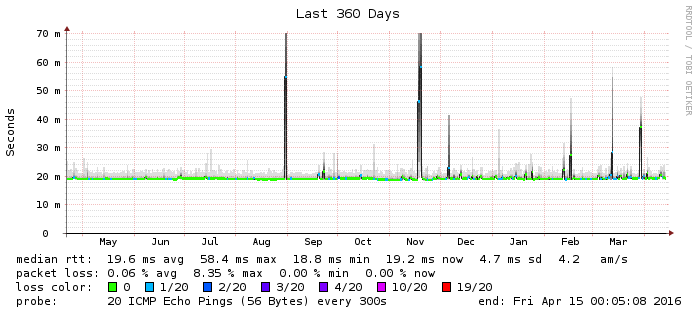 Last 360 Days
RRDTOOL / TOBI OETIKER
Seconds
70 m
60 m
50 m
40 m
30 m
20 m
10 m
0
May Jun Jul Aug Sep Oct Nov Dec Jan Feb Mar
median rtt: 19.6 ms avg 58.4 ms max 18.8 ms min 19.2 ms now 4.7 ms sd 4.2 am/s
packet loss: 0.06 % avg 8.35 % max 0.00 % min 0.00 % now
loss color: 0 1/20 2/20 3/20 4/20 10/20 19/20
probe: 20 ICMP Echo Pings (56 Bytes) every 300s end: Fri Apr 15 00:05:08 2016